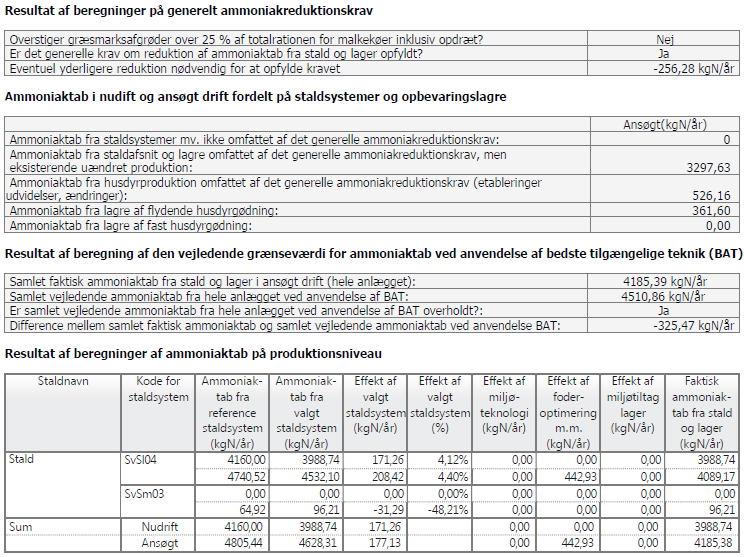 Resultat af beregninger på generelt ammoniakreduktionskrav
Overstiger græsmarksafgrøder over 25 % af totalrationen for malkekøer inklusiv opdræt? Nej
Er det generelle krav om reduktion af ammoniaktab fra stald og lager opfyldt? Ja
Eventuel yderligere reduktion nødvendig for at opfylde kravet -256,28 kgN/år
Ammoniaktab i nudift og ansøgt drift fordelt på staldsystemer og opbevaringslagre
Ansøgt(kgN/år)
Ammoniaktab fra staldsystemer mv. ikke omfattet af det generelle ammoniakreduktionskrav: 0
Ammoniaktab fra staldafsnit og lagre omfattet af det generelle ammoniakreduktionskrav, men
eksisterende uændret produktion: 3297,63
Ammoniaktab fra husdyrproduktion omfattet af det generelle ammoniakreduktionskrav (etableringer
udvidelser, ændringer): 526,16
Ammoniaktab fra lagre af flydende husdyrgødning: 361,60
Ammoniaktab fra lagre af fast husdyrgødning: 0,00
Resultat af beregning af den vejledende grænseværdi for ammoniaktab ved anvendelse af bedste tilgængelige teknik (BAT)
Samlet faktisk ammoniaktab fra stald og lager i ansøgt drift (hele anlægget): 4185,39 kgN/år
Samlet vejledende ammoniaktab fra hele anlægget ved anvendelse af BAT: 4510,86 kgN/år
Er samlet vejledende ammoniaktab fra hele anlægget ved anvendelse af BAT overholdt?: Ja
Difference mellem samlet faktisk ammoniaktab og samlet vejledende ammoniaktab ved anvendelse BAT: -325,47 kgN/år
Resultat af beregninger af ammoniaktab på produktionsniveau
Staldnavn Kode for Ammoniak- Ammoniak- Effekt af Effekt af Effekt af Effekt af Effekt af Faktisk
staldsystem tab fra tab fra valgt valgt miljø- foder- miljøtiltag ammoniak-
reference valgt staldsystem staldsystem teknologi optimering lager tab fra stald
staldsystem staldsystem (kgN/år) (%) (kgN/år) m.m. (kgN/år) og lager
(kgN/år) (kgN/år) (kgN/år) (kgN/år)
Stald SvSl04 4160,00 3988,74 171,26 4,12% 0,00 0,00 0,00 3988,74
4740,52 4532,10 208,42 4,40% 0,00 442,93 0,00 4089,17
SvSm03 0,00 0,00 0,00 0,00% 0,00 0,00 0,00 0,00
64,92 96,21 -31,29 -48,21% 0,00 0,00 0,00 96,21
Sum Nudrift 4160,00 3988,74 171,26 0,00 0,00 0,00 3988,74
Ansøgt 4805,44 4628,31 177,13 0,00 442,93 0,00 4185,38